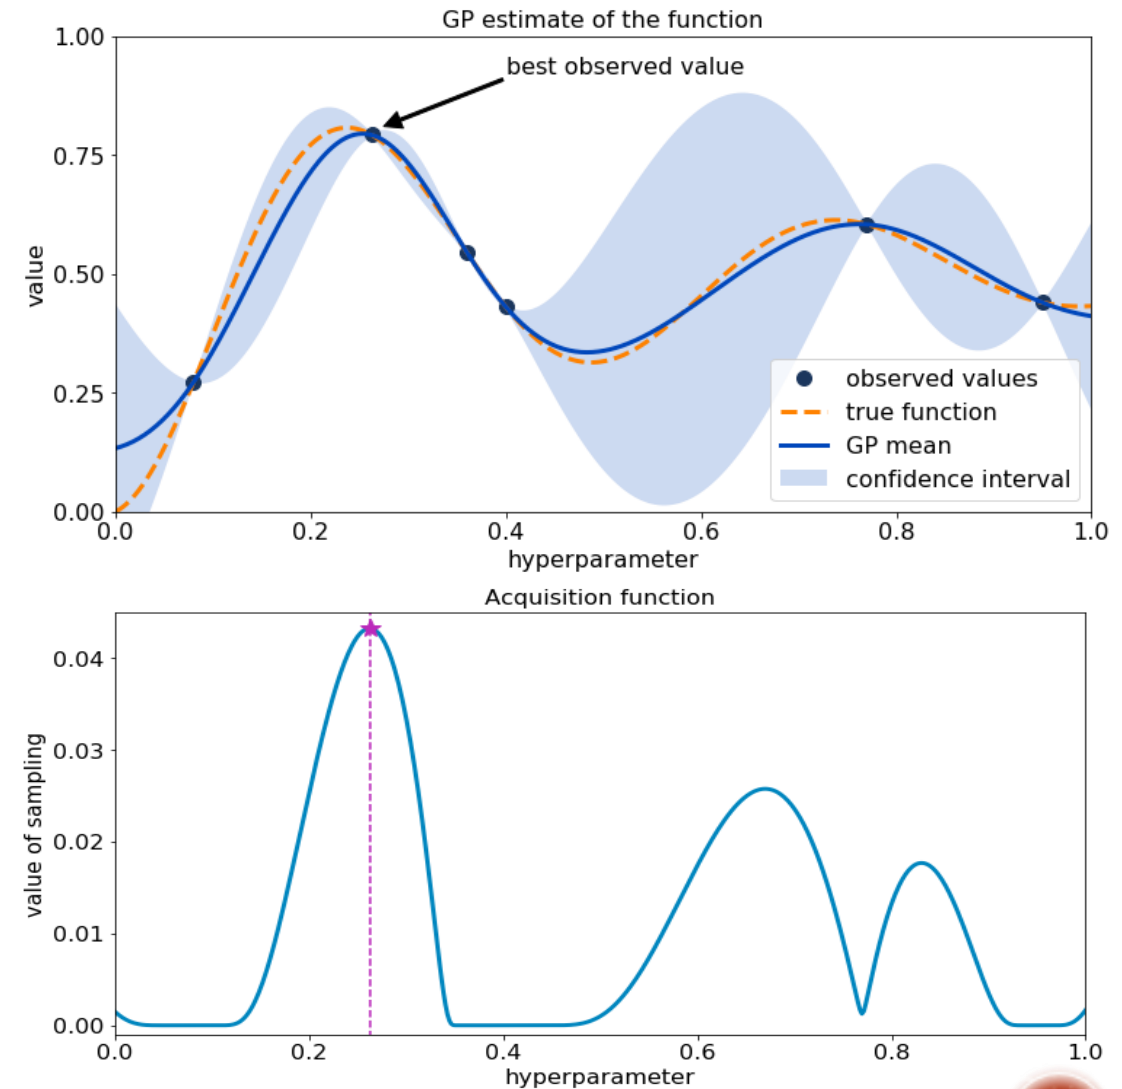 GP estimate of the function
1.00
best observed value
0.75
value
0.50
0.25
observed values
true function
GP mean
confidence interval
0.00
0.0 0.2 0.4 0.6 0.8 1.0
hyperparameter
Acquisition function
0.04
0.03
value of sampling
0.02
0.01
0.00
0.0 0.2 0.4 0.6 0.8 1.0
hyperparameter